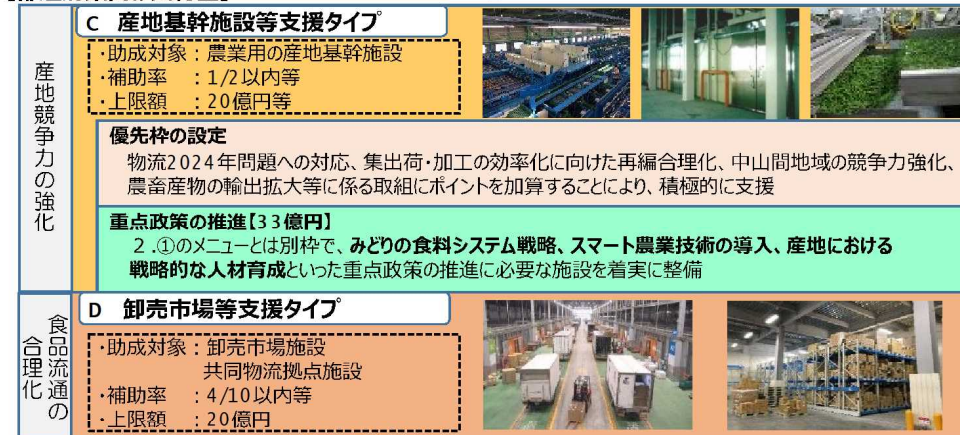 産地競争力の強化
C 産地基幹施設等支援タイプ
・助成対象：農業用の産地基幹施設
・補助率 ：1/2以内等
・上限額 ：20億円等
優先枠の設定
物流2024年問題への対応、集出荷・加工の効率化に向けた再編合理化、中山間地域の競争力強化、
農畜産物の輸出拡大等に係る取組にポイントを加算することにより、積極的に支援
重点政策の推進【33億円】
2.①のメニューとは別枠で、みどりの食料システム戦略、スマート農業技術の導入、産地における
戦略的な人材育成といった重点政策の推進に必要な施設を着実に整備
食品流通の
合理化
D 卸売市場等支援タイプ
・助成対象：卸売市場施設
共同物流拠点施設
・補助率 ：4/10以内等
・上限額 ：20億円